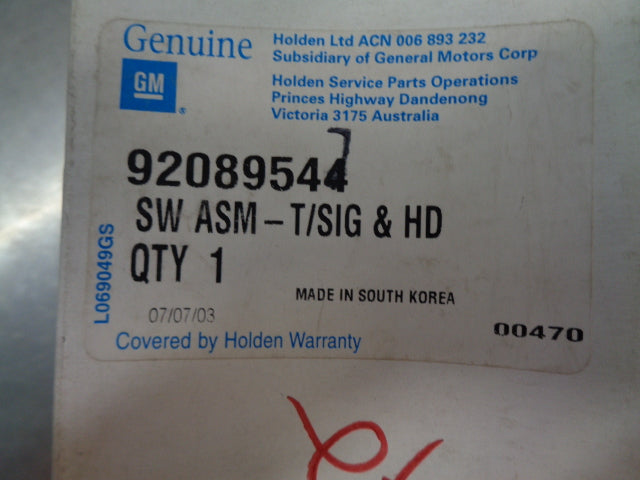 Genuine
GM
®
Holden Ltd ACN 006 893 232
Subsidiary of General Motors Corp
Holden Service Parts Operations
Princes Highway Dandenong
Victoria 3175 Australia
92089544
SW ASM – T/SIG & HD
QTY 1
MADE IN SOUTH KOREA
07/07/03
00470
Covered by Holden Warranty
L069049GS